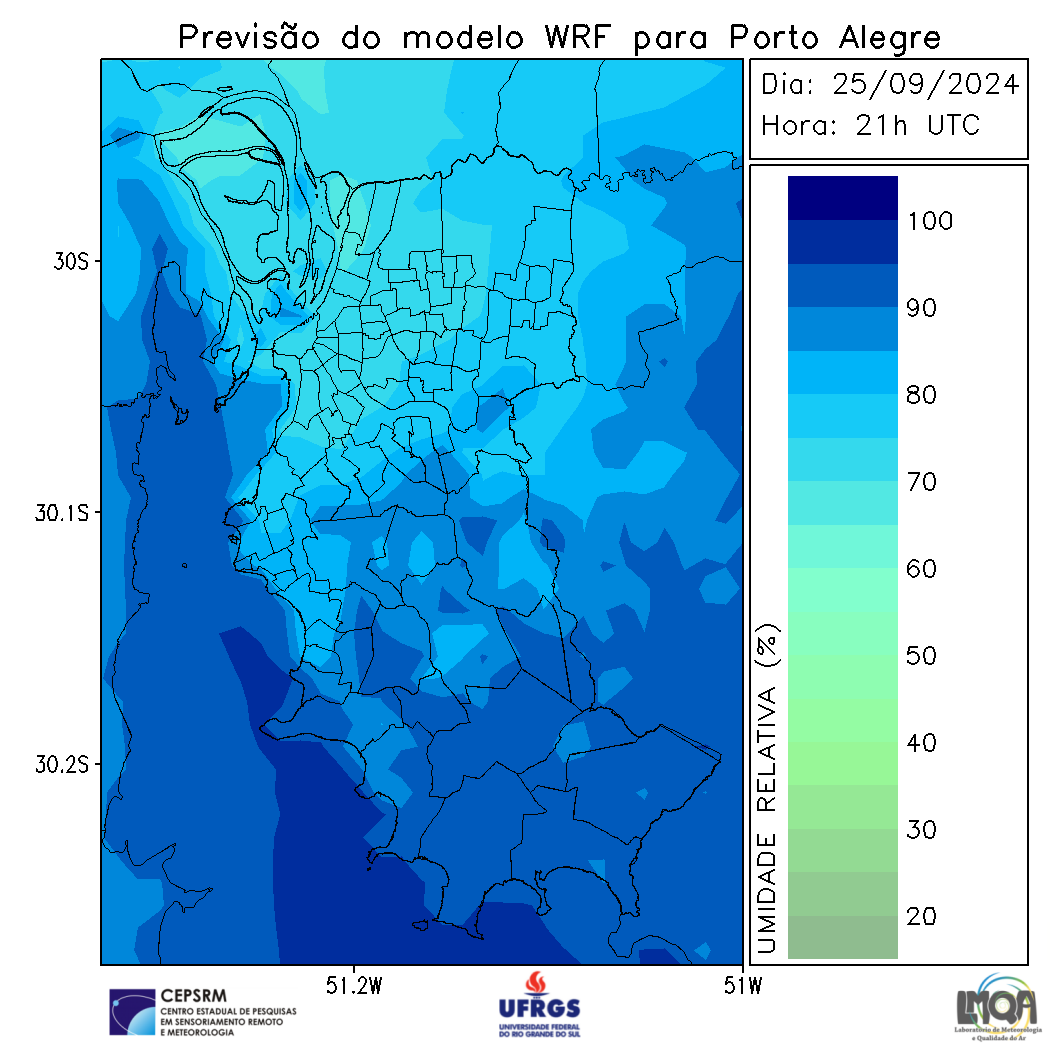 Previsão do modelo WRF para Porto Alegre
Dia: 25/09/2024
Hora: 21h UTC
30S
30.1S
30.2S
51.2W
51W
UMIDADE RELATIVA (%)
100
90
80
70
60
50
40
30
20
CEPSRM
CENTRO ESTADUAL DE PESQUISAS
EM SENSORIAMENTO REMOTO
E METEOROLOGIA
UFRGS
UNIVERSIDADE FEDERAL
DO RIO GRANDE DO SUL
LMQA
Laboratório de Meteorologia
e Qualidade do Ar